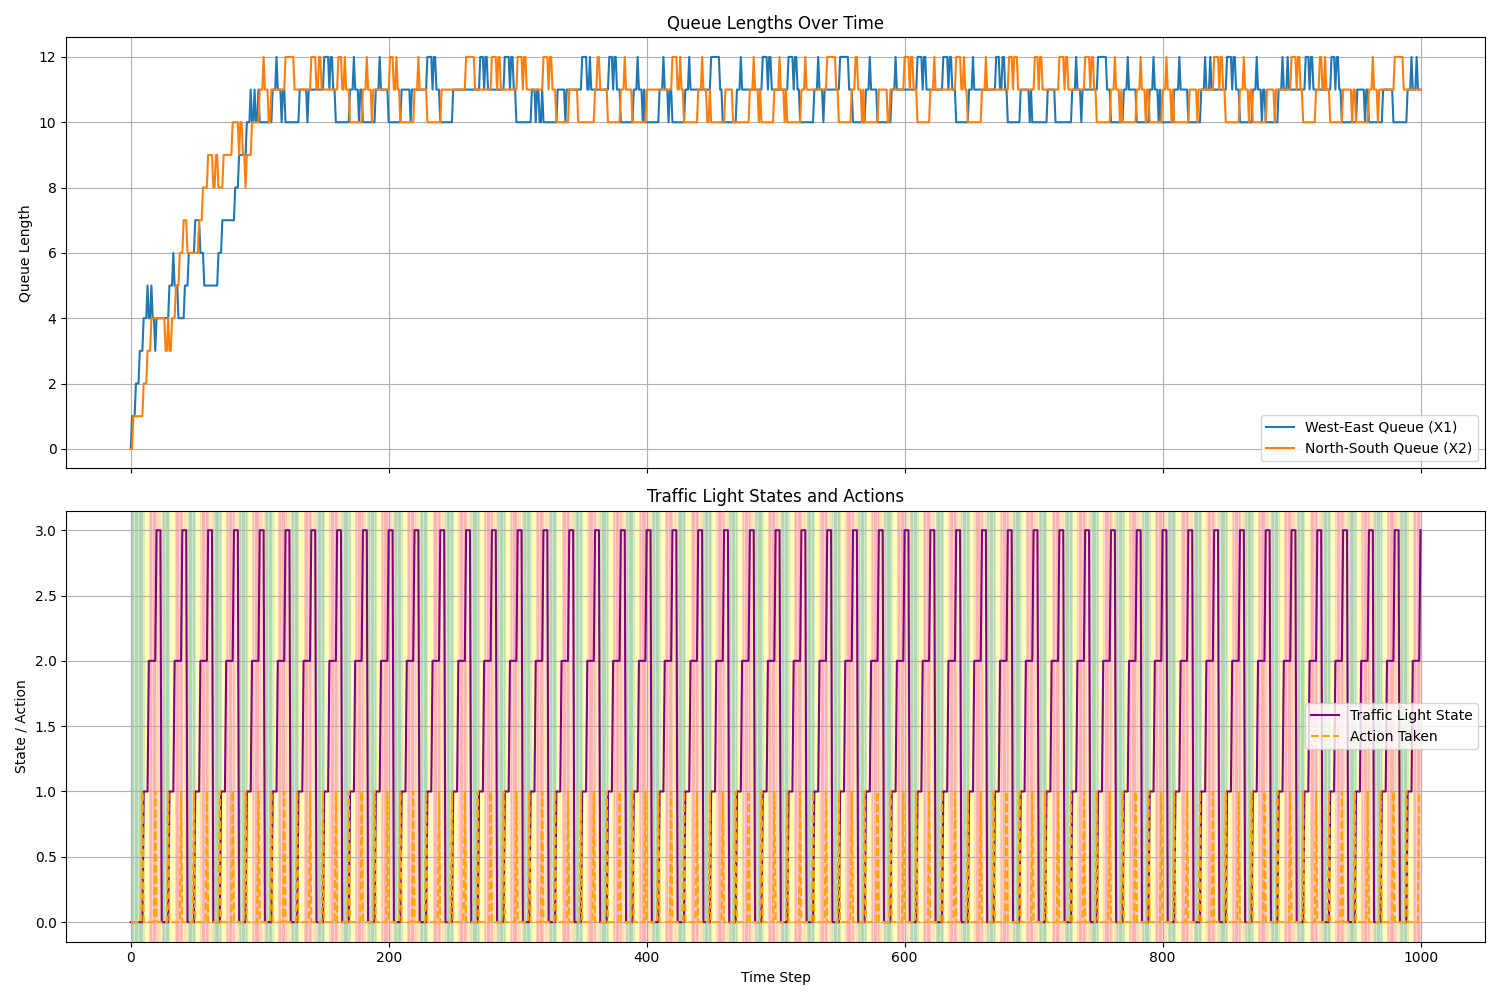 Queue Lengths Over Time
12
10
8
6
4
2
0
Queue Length
West-East Queue (X1)
North-South Queue (X2)
Traffic Light States and Actions
3.0
2.5
2.0
1.5
1.0
0.5
0.0
State / Action
Traffic Light State
Action Taken
0 200 400 600 800 1000
Time Step